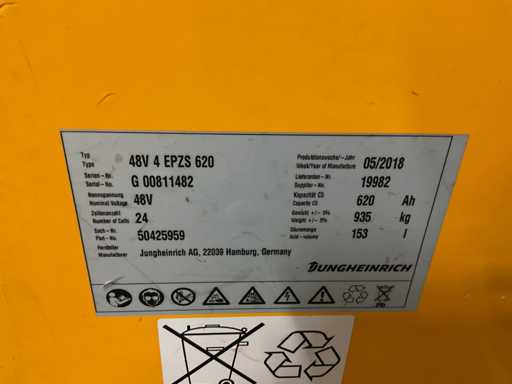 Typ
Type
48V 4 EPZS 620
Produktionswoche/-Jahr
Week/Year of Manufacture
05/2018
Serien-Nr.
Serial-No.
G 00811482
Lieferanten-Nr.
Supplier-No.
19982
Nennspannung
Nominal Voltage
48V
Kapazität C5
Capacity C5
620 Ah
Zellenanzahl
Number of Cells
24
Gewicht +/- 5%
Weight +/- 5%
935 kg
Sach-Nr.
Part-No.
50425959
Säuremenge
Acid-volume
153 l
Hersteller
Manufacturer
Jungheinrich AG, 22039 Hamburg, Germany
JUNGHEINRICH
Pb